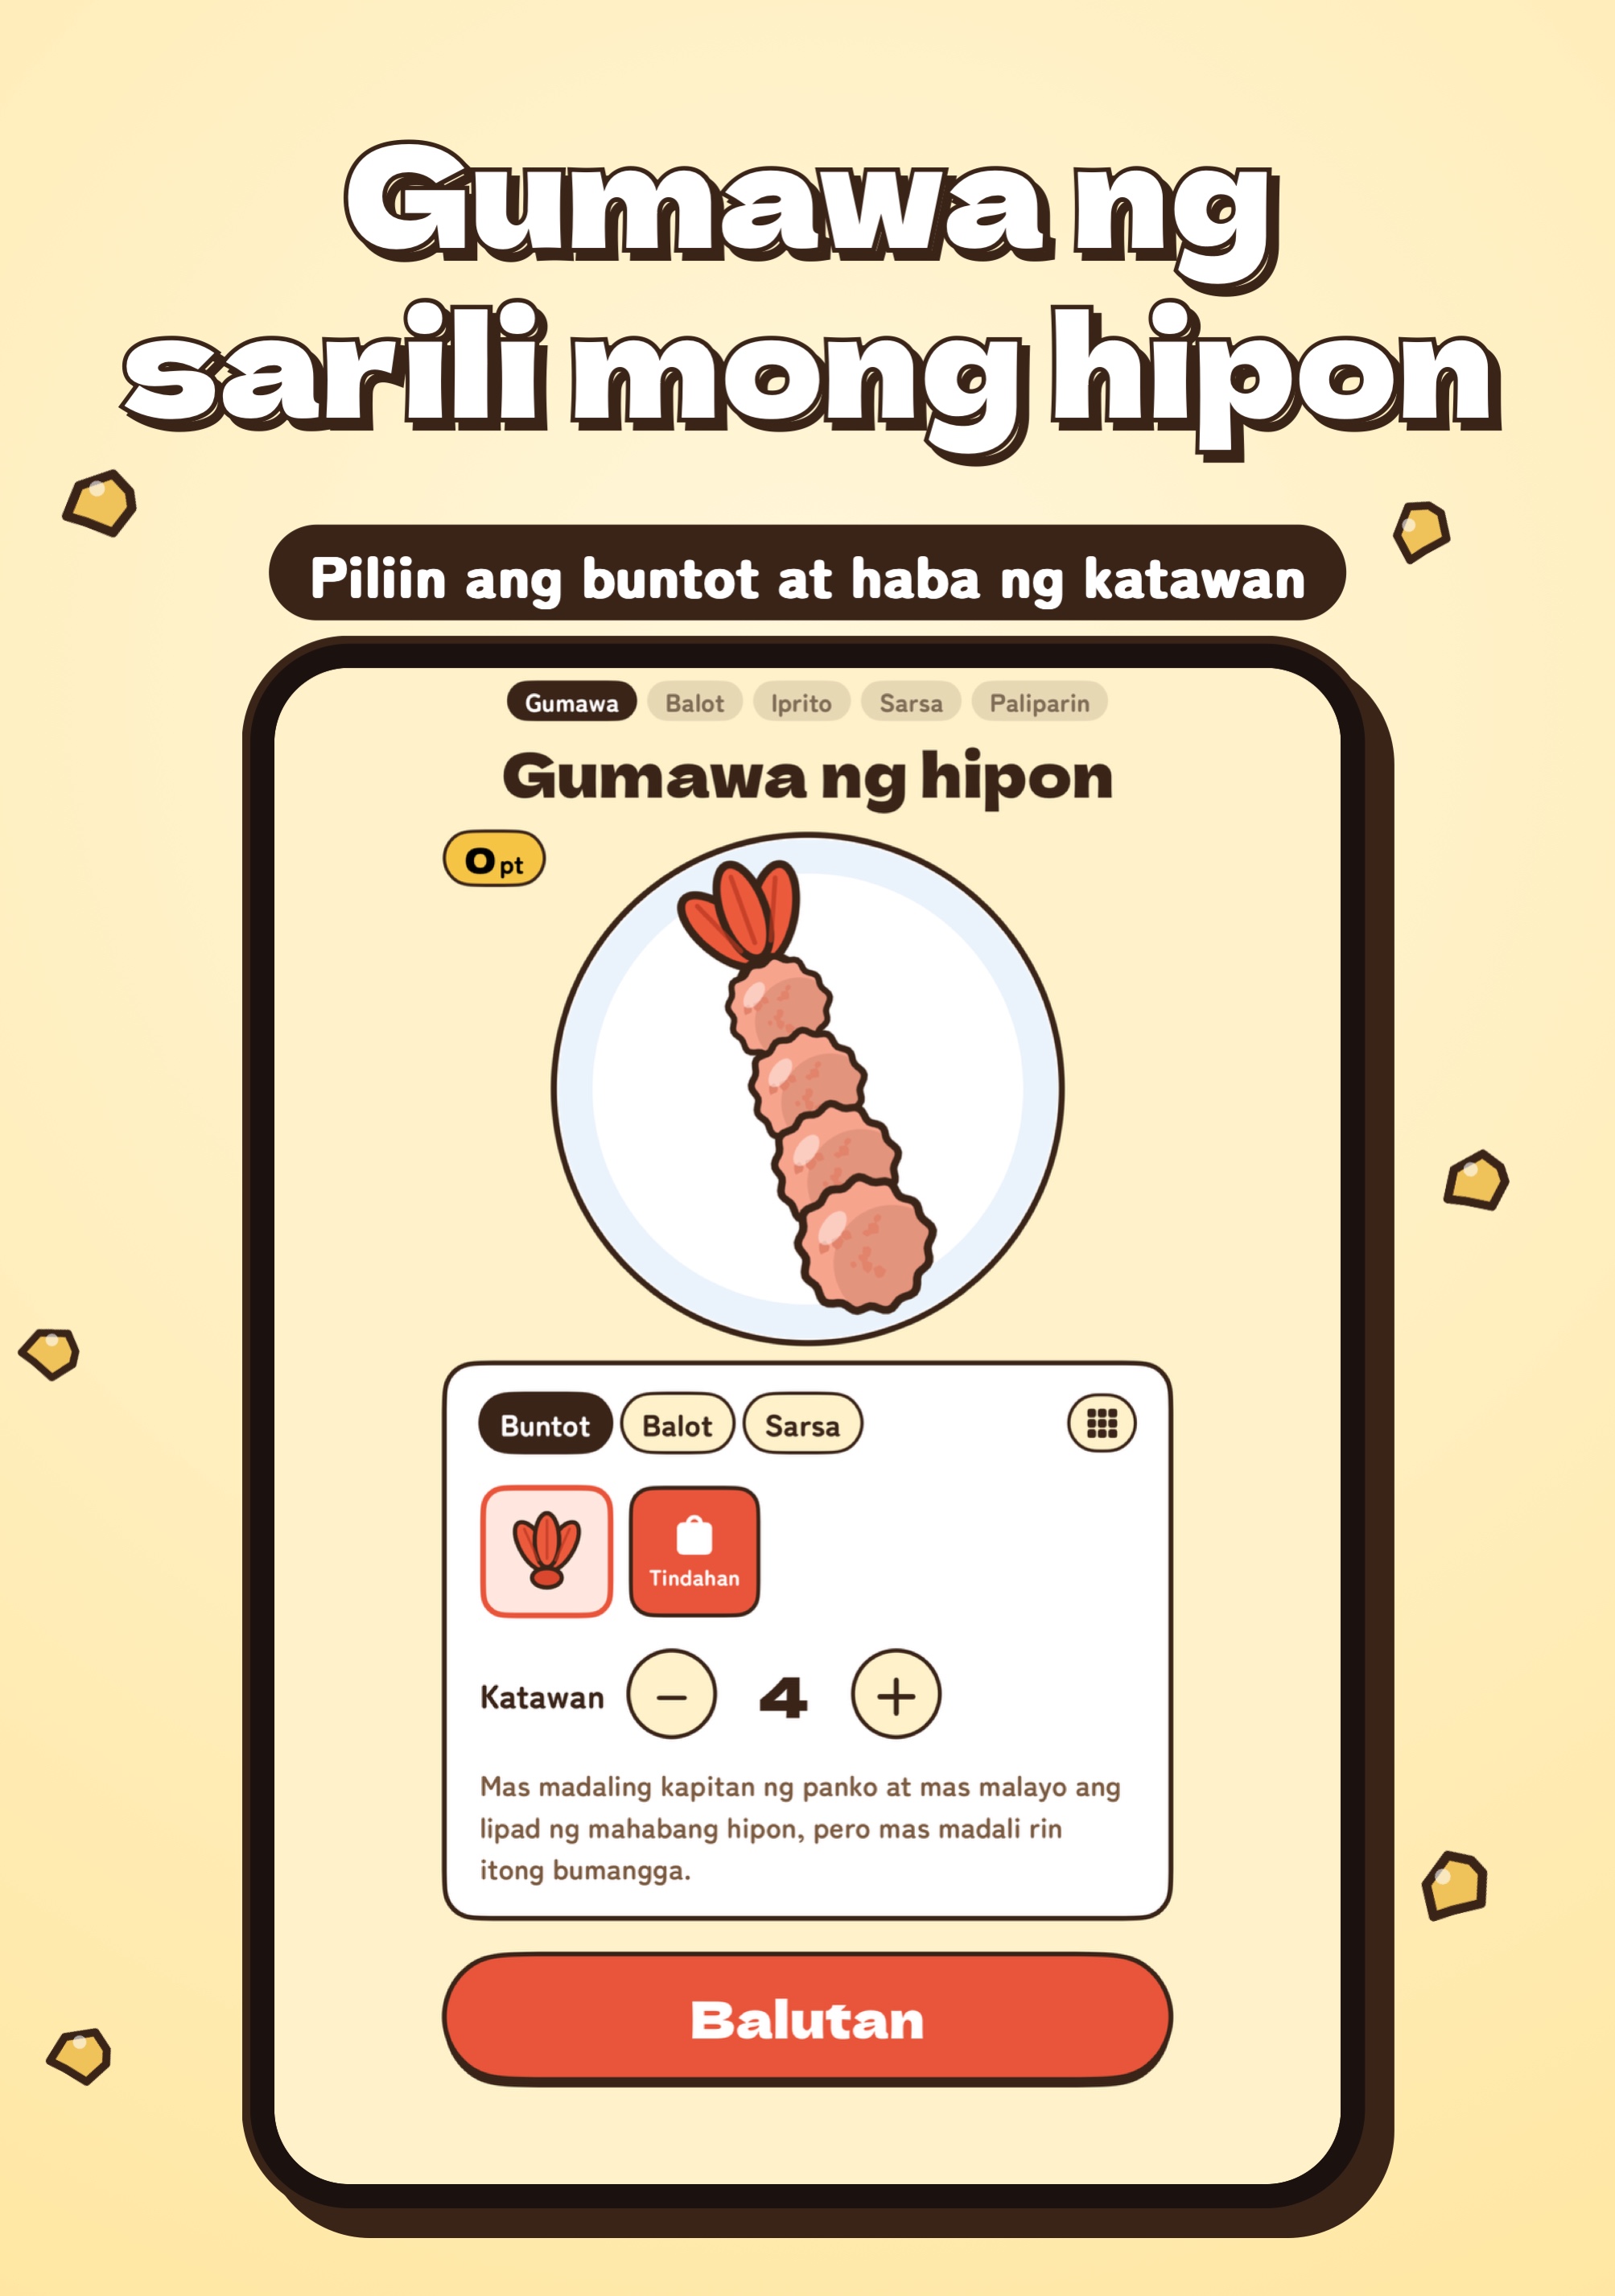 Gumawa ng
sarili mong hipon
Piliin ang buntot at haba ng katawan
Gumawa Balot Iprito Sarsa Paliparin
Gumawa ng hipon
0 pt
Buntot Balot Sarsa
Tindahan
Katawan − 4 +
Mas madaling kapitan ng panko at mas malayo ang
lipad ng mahabang hipon, pero mas madali rin
itong bumangga.
Balutan